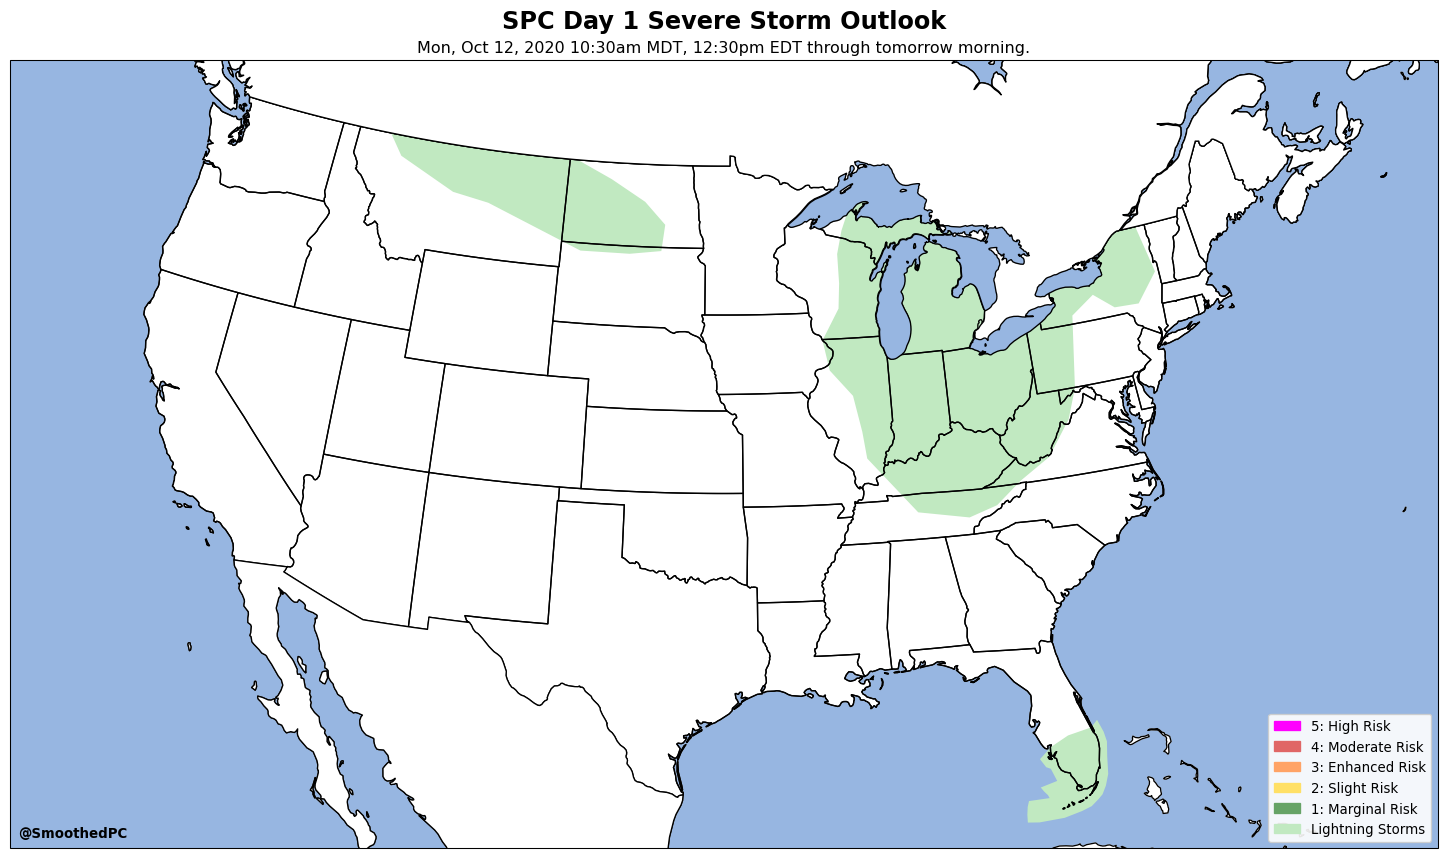 SPC Day 1 Severe Storm Outlook
Mon, Oct 12, 2020 10:30am MDT, 12:30pm EDT through tomorrow morning.
5: High Risk
4: Moderate Risk
3: Enhanced Risk
2: Slight Risk
1: Marginal Risk
Lightning Storms
@SmoothedPC